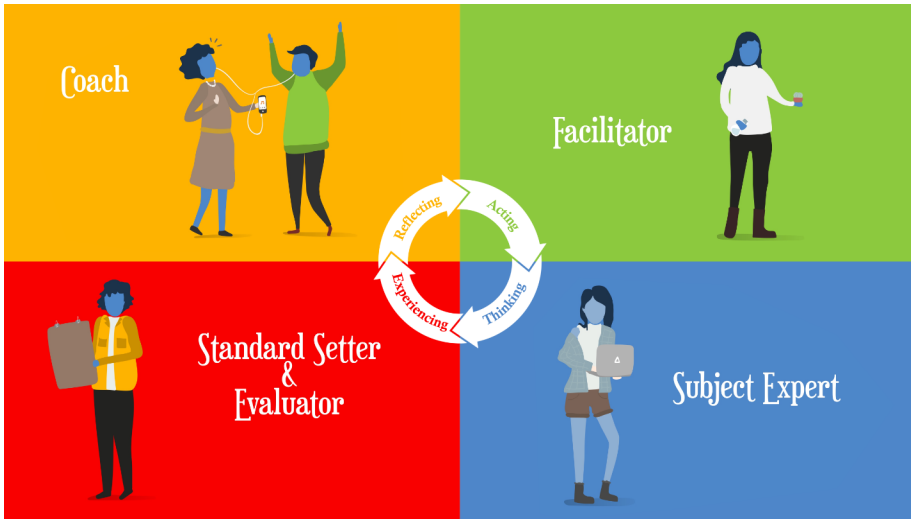 Coach
Facilitator
Reflecting
Acting
Experiencing
Thinking
Standard Setter
&
Evaluator
Subject Expert